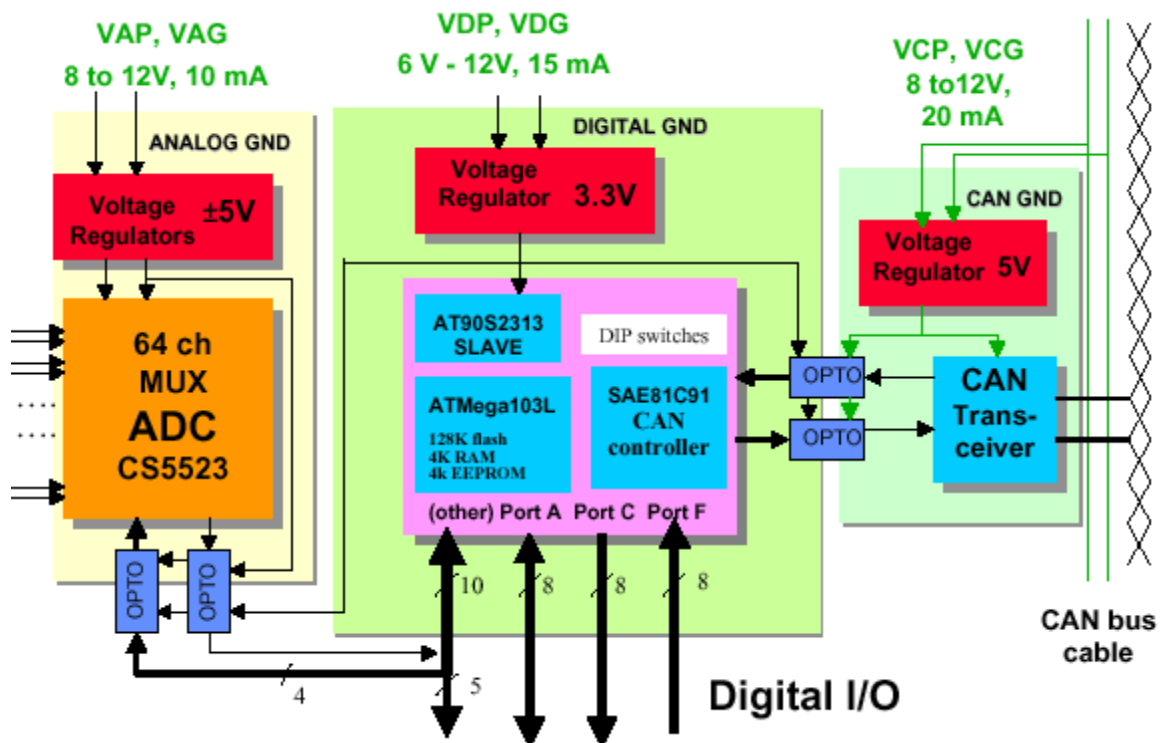 VAP, VAG
8 to 12V, 10 mA
VDP, VDG
6 V - 12V, 15 mA
VCP, VCG
8 to12V,
20 mA
ANALOG GND
Voltage
Regulators ±5V
DIGITAL GND
Voltage
Regulator 3.3V
CAN GND
Voltage
Regulator 5V
64 ch
MUX
ADC
CS5523
AT90S2313
SLAVE
DIP switches
ATMega103L
128K flash
4K RAM
4k EEPROM
SAE81C91
CAN
controller
OPTO
OPTO
CAN
Trans-
ceiver
(other) Port A Port C Port F
OPTO
OPTO
10
8
8
8
4
5
Digital I/O
CAN bus
cable